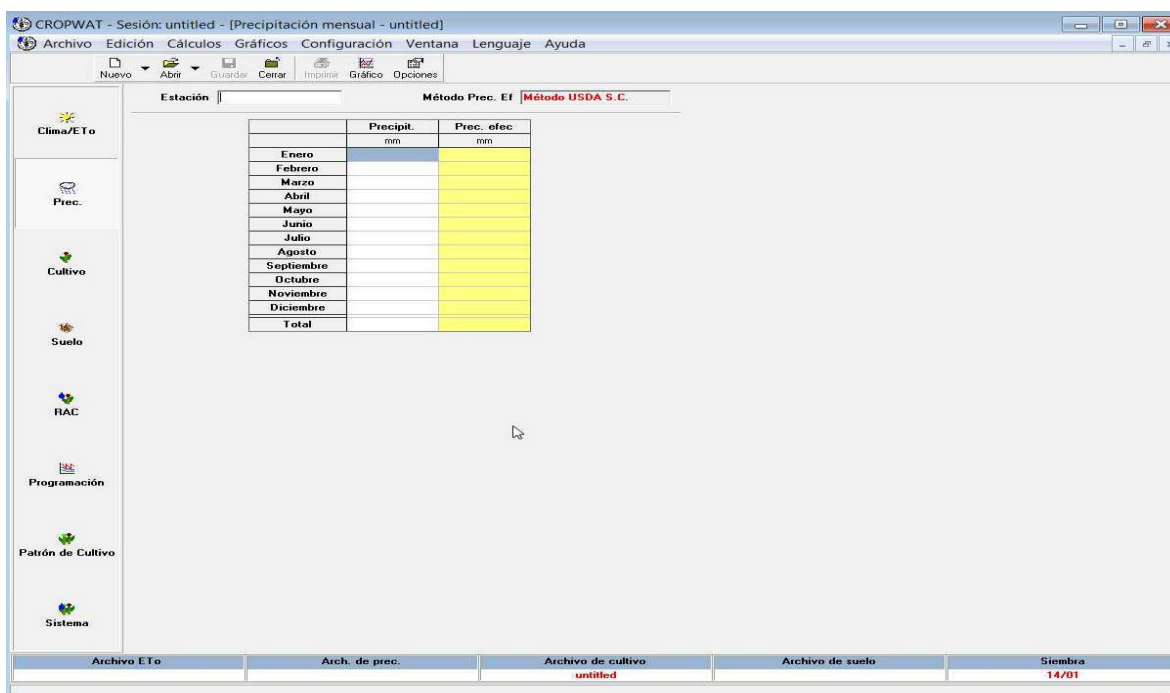 CROPWAT - Sesión: untitled - [Precipitación mensual - untitled]
Archivo Edición Cálculos Gráficos Configuración Ventana Lenguaje Ayuda
Nuevo Abrir Guardar Cerrar Imprimir Gráfico Opciones
Estación Método Prec. Ef Método USDA S.C.
Clima/ETo
Prec.
Cultivo
Suelo
RAC
Programación
Patrón de Cultivo
Sistema
Precipit. Prec. efec
mm mm
Enero
Febrero
Marzo
Abril
Mayo
Junio
Julio
Agosto
Septiembre
Octubre
Noviembre
Diciembre
Total
Archivo ETo Arch. de prec. Archivo de cultivo Archivo de suelo Siembra
untitled 14/01